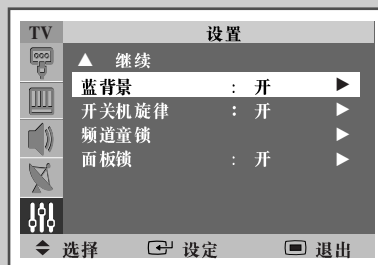 TV 设置
▲ 继续
蓝背景 : 开 ▶
开关机旋律 : 开 ▶
频道童锁 ▶
面板锁 : 开 ▶
选择 设定 退出